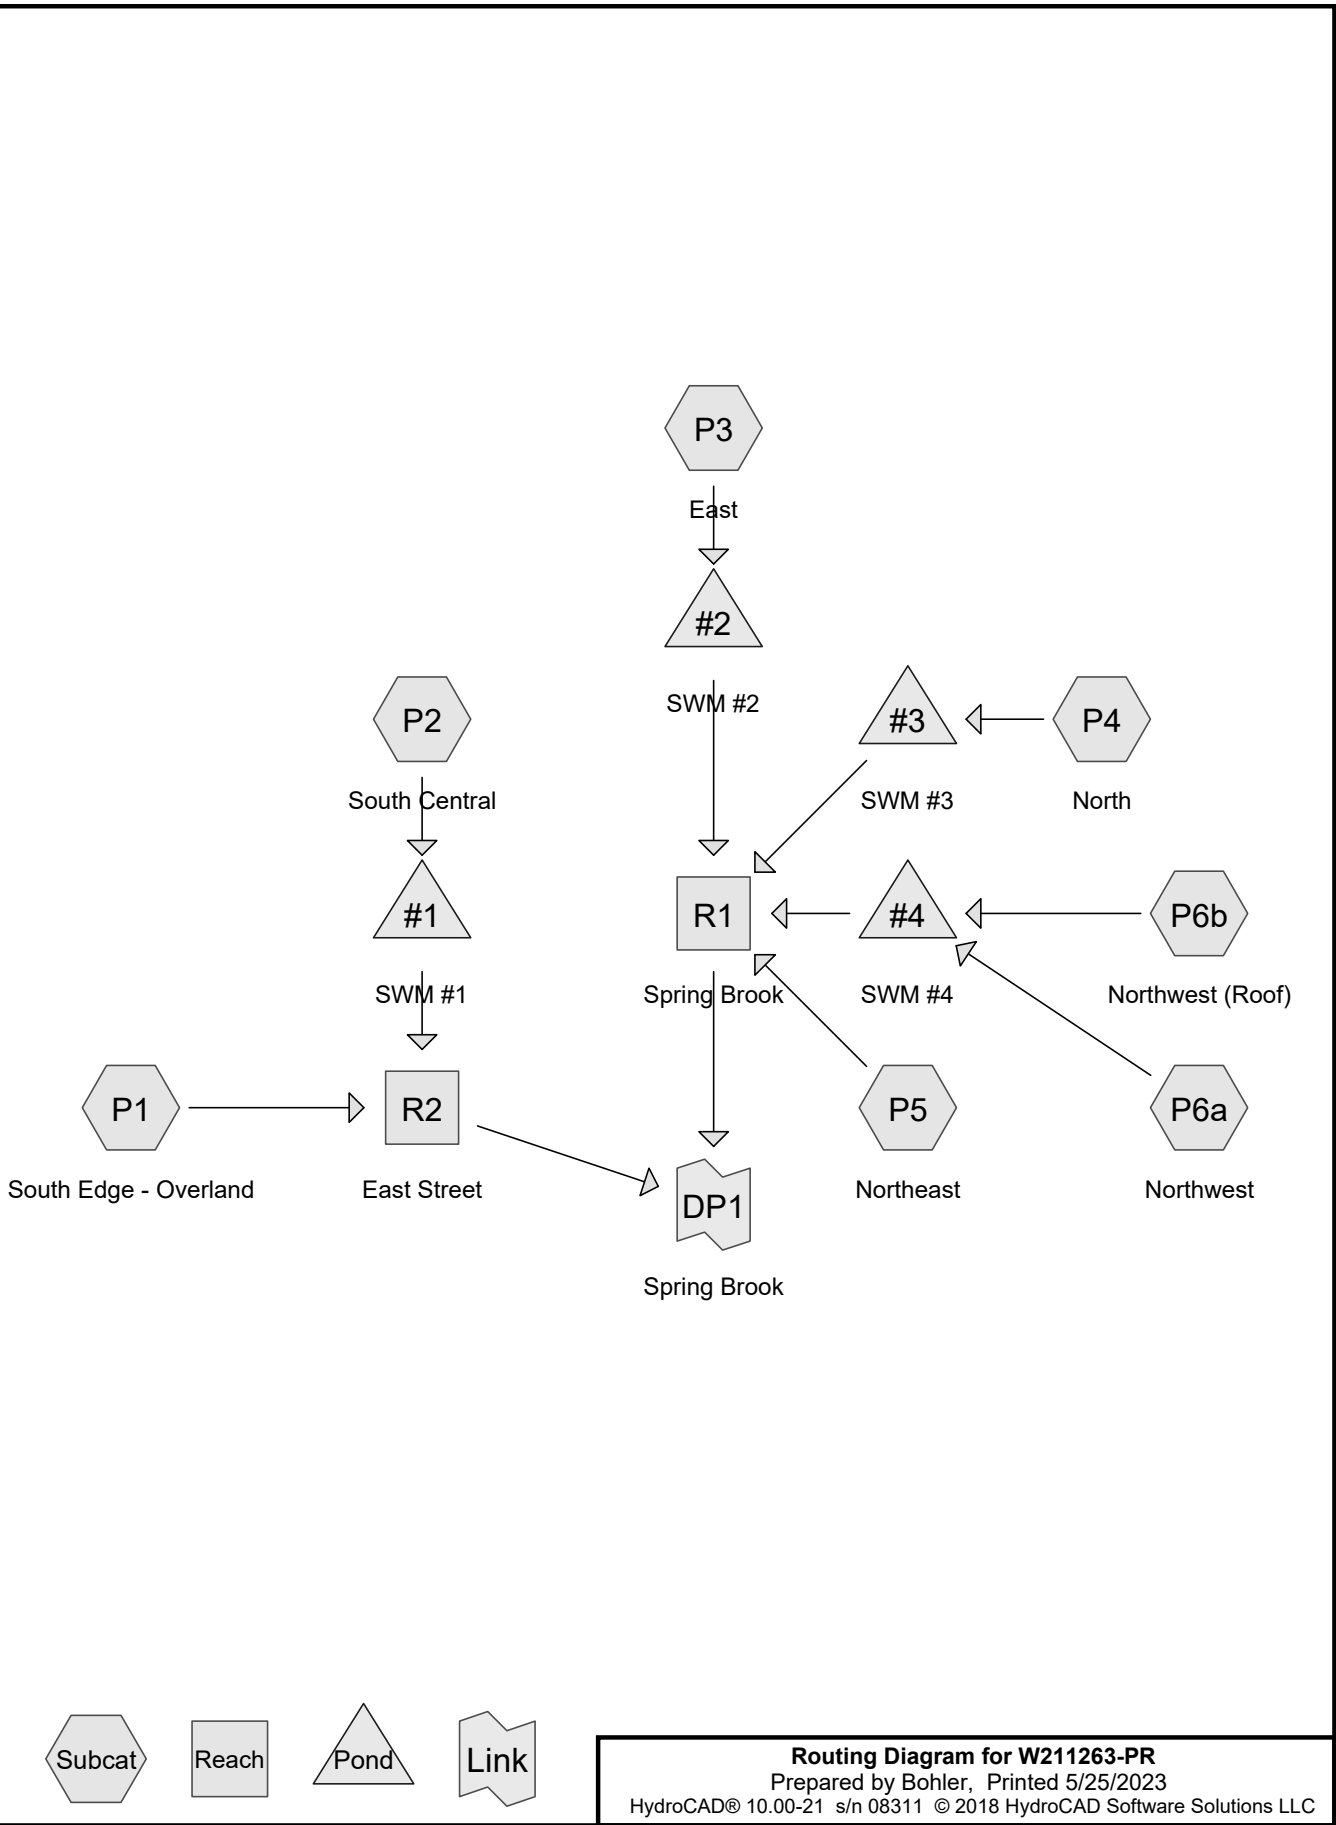 P3
East
#2
SWM #2
P2
South Central
#3
SWM #3
P4
North
#1
SWM #1
R1
Spring Brook
#4
SWM #4
P6b
Northwest (Roof)
P1
South Edge - Overland
R2
East Street
DP1
Spring Brook
P5
Northeast
P6a
Northwest
Subcat
Reach
Pond
Link
Routing Diagram for W211263-PR
Prepared by Bohler,  Printed 5/25/2023
HydroCAD® 10.00-21  s/n 08311  © 2018 HydroCAD Software Solutions LLC